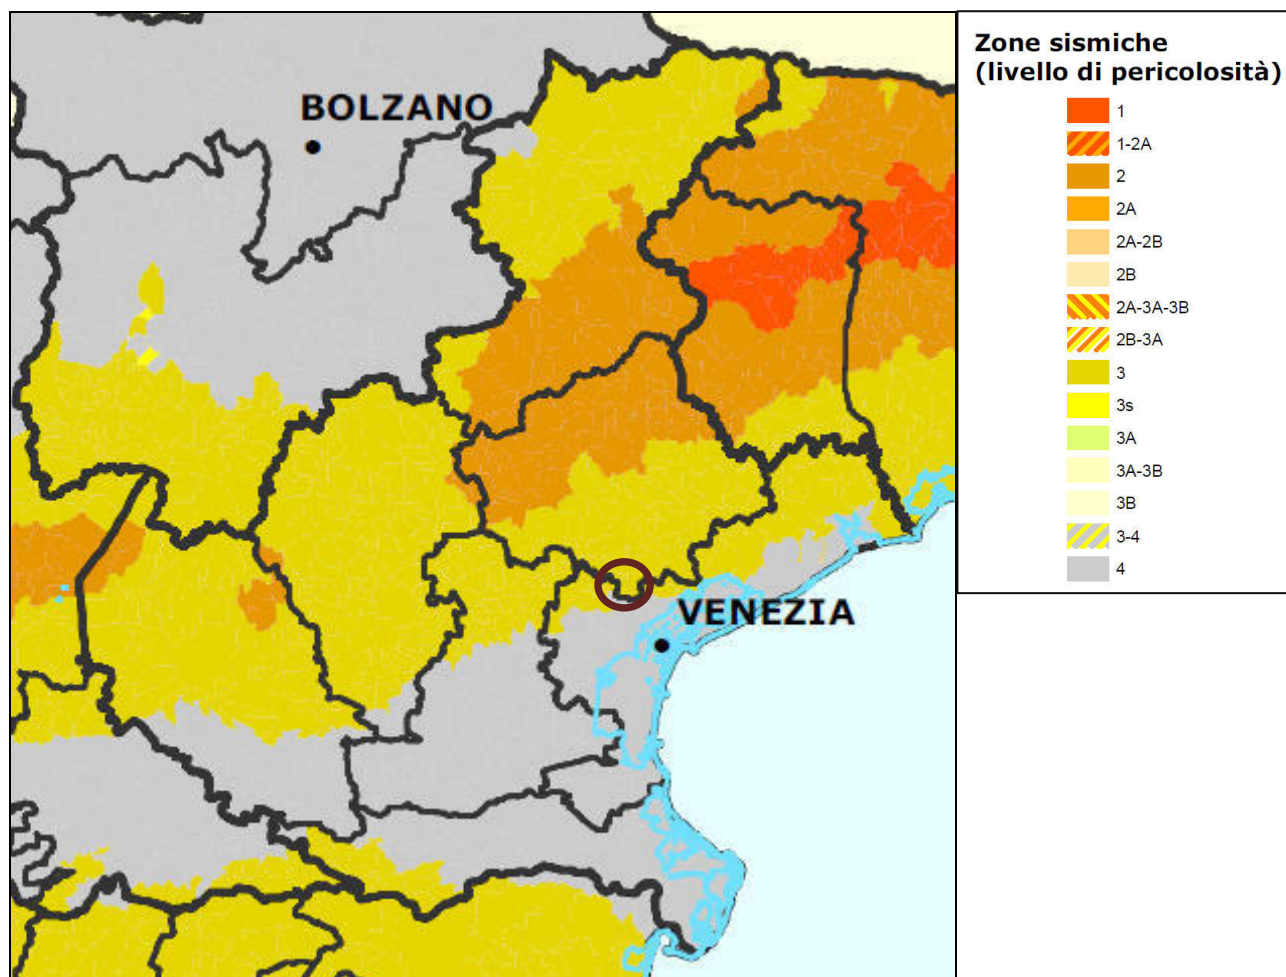 BOLZANO
VENEZIA
Zone sismiche
(livello di pericolosità)
1
1-2A
2
2A
2A-2B
2B
2A-3A-3B
2B-3A
3
3s
3A
3A-3B
3B
3-4
4